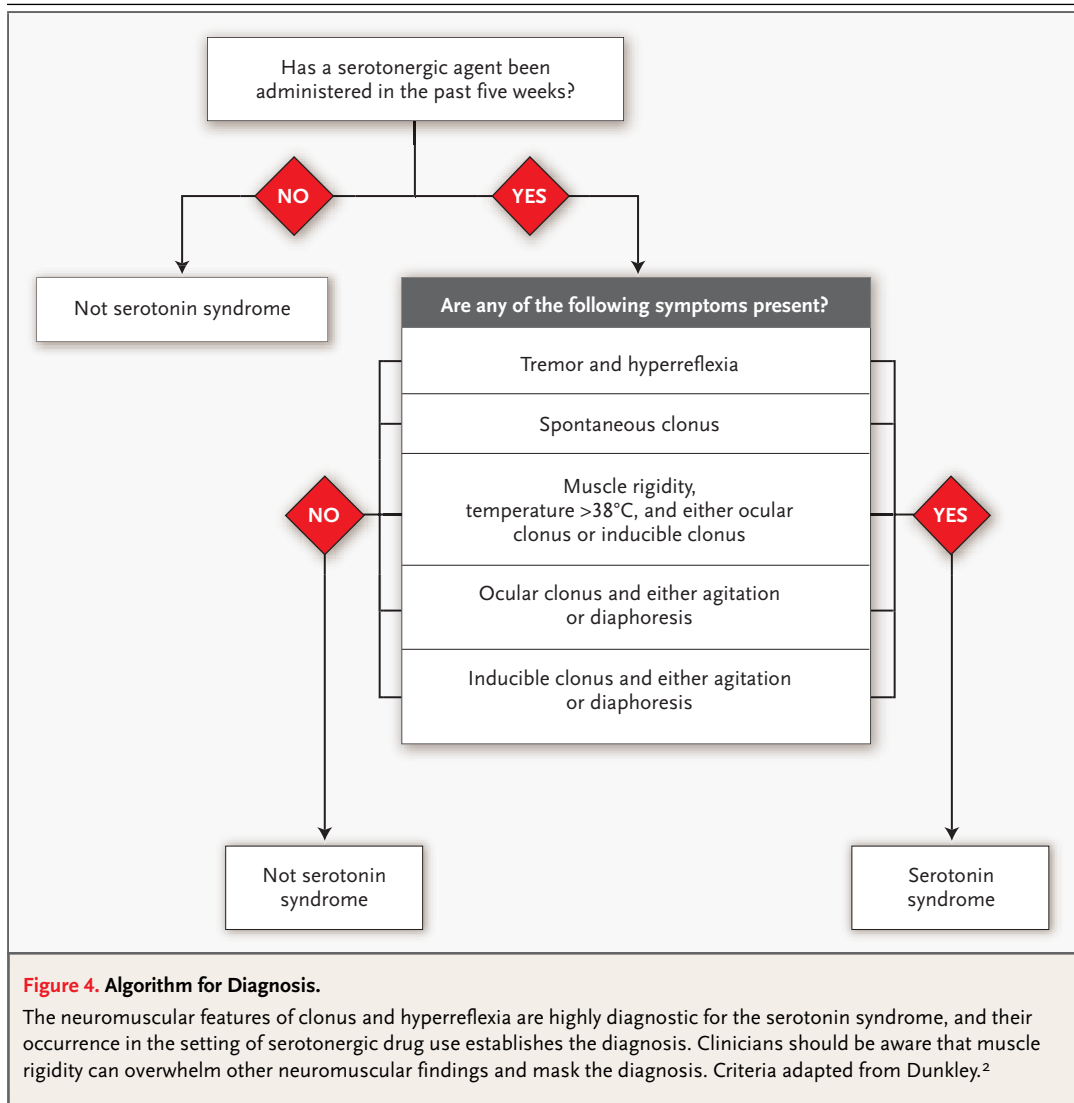 Has a serotonergic agent been
administered in the past five weeks?
NO
YES
Not serotonin syndrome
Are any of the following symptoms present?
Tremor and hyperreflexia
Spontaneous clonus
Muscle rigidity,
temperature >38°C, and either ocular
clonus or inducible clonus
NO
YES
Ocular clonus and either agitation
or diaphoresis
Inducible clonus and either agitation
or diaphoresis
Not serotonin
syndrome
Serotonin
syndrome
Figure 4. Algorithm for Diagnosis.
The neuromuscular features of clonus and hyperreflexia are highly diagnostic for the serotonin syndrome, and their
occurrence in the setting of serotonergic drug use establishes the diagnosis. Clinicians should be aware that muscle
rigidity can overwhelm other neuromuscular findings and mask the diagnosis. Criteria adapted from Dunkley.²